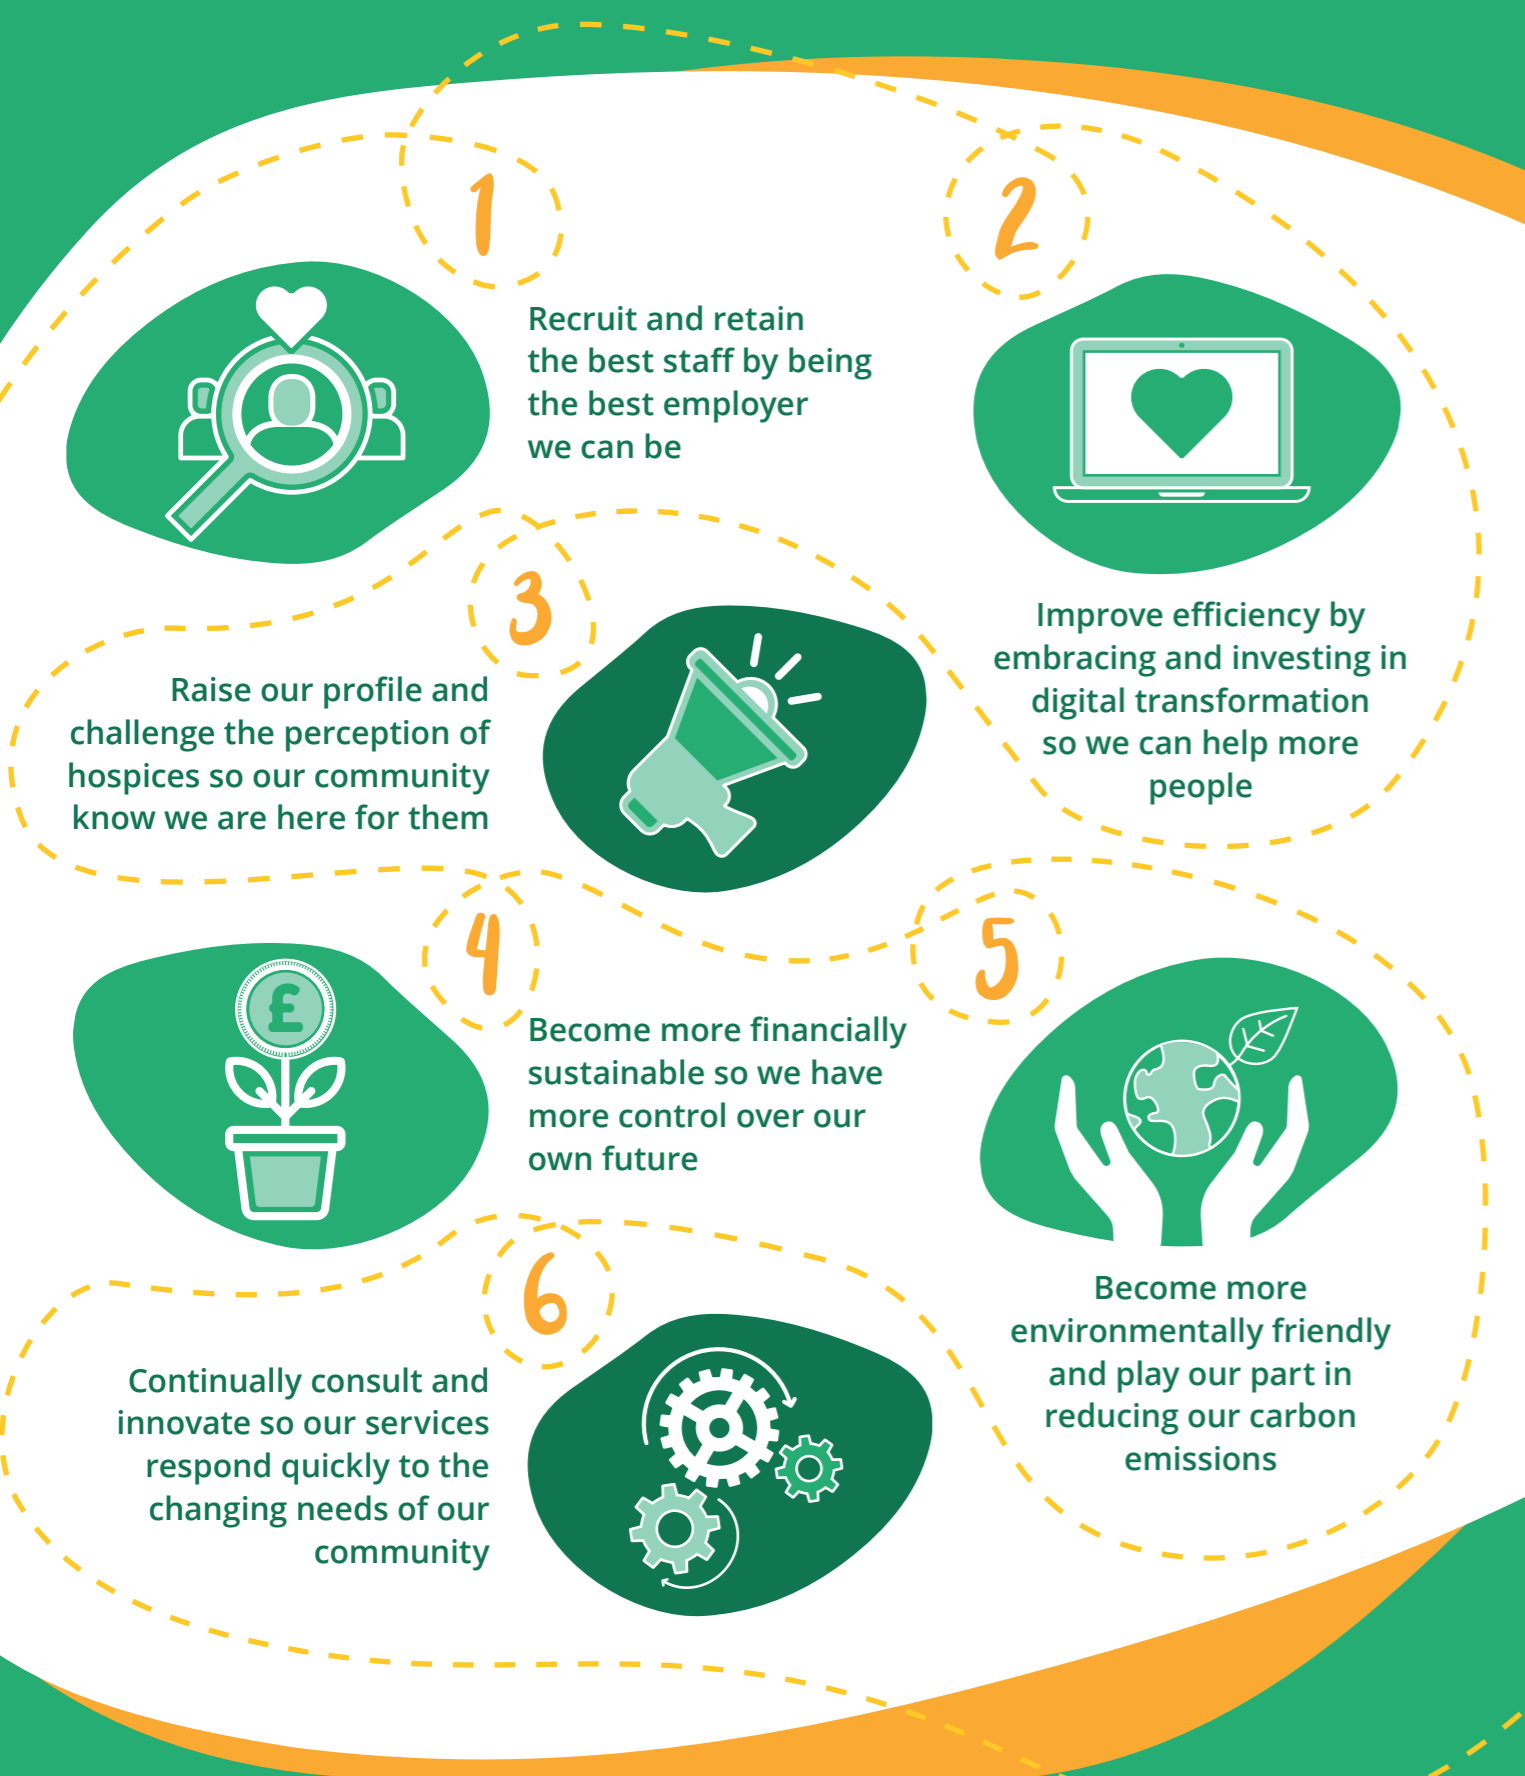 1
Recruit and retain
the best staff by being
the best employer
we can be
2
Improve efficiency by
embracing and investing in
digital transformation
so we can help more
people
3
Raise our profile and
challenge the perception of
hospices so our community
know we are here for them
4
£
Become more financially
sustainable so we have
more control over our
own future
5
Become more
environmentally friendly
and play our part in
reducing our carbon
emissions
6
Continually consult and
innovate so our services
respond quickly to the
changing needs of our
community